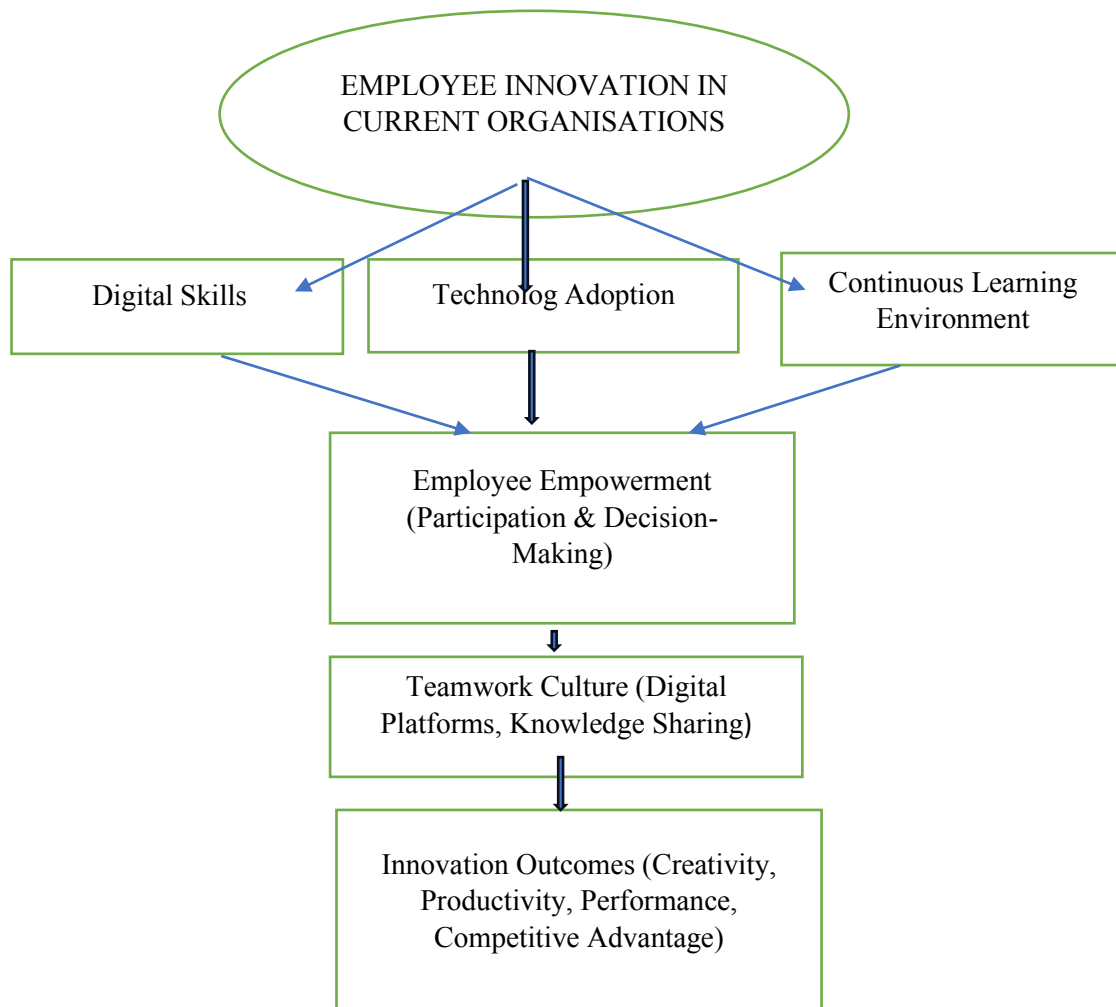 EMPLOYEE INNOVATION IN
CURRENT ORGANISATIONS
Digital Skills
Technolog Adoption
Continuous Learning
Environment
Employee Empowerment
(Participation & Decision-
Making)
Teamwork Culture (Digital
Platforms, Knowledge Sharing)
Innovation Outcomes (Creativity,
Productivity, Performance,
Competitive Advantage)